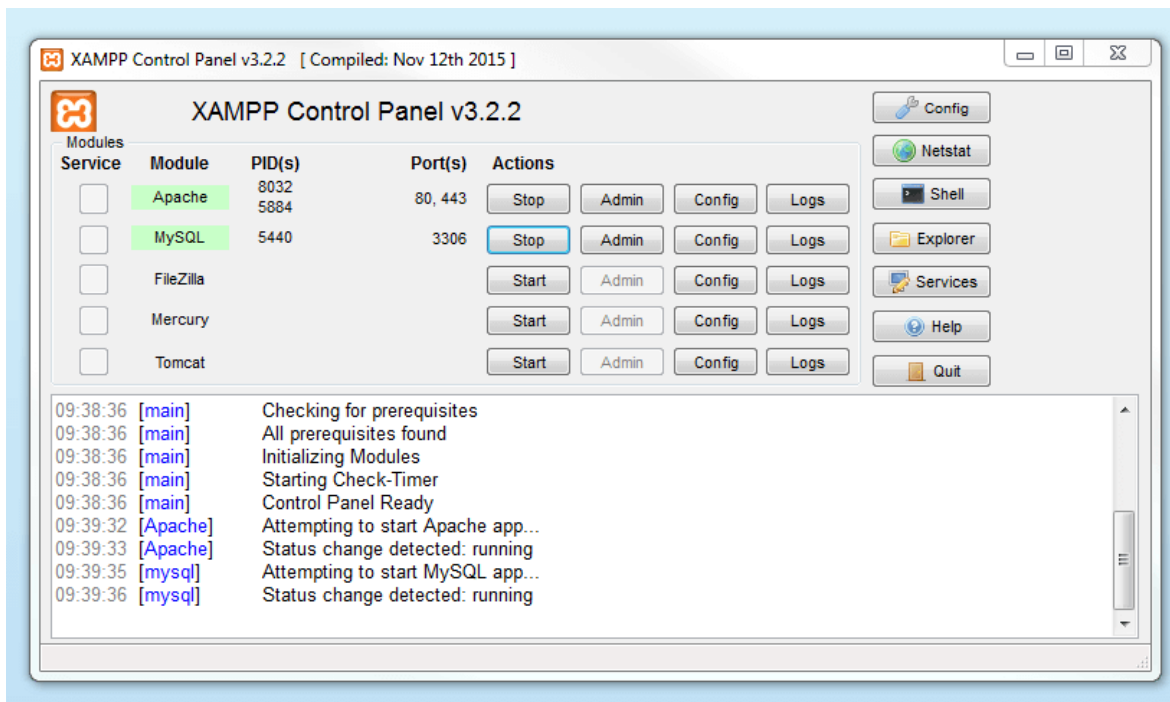 XAMPP Control Panel v3.2.2 [ Compiled: Nov 12th 2015 ]
XAMPP Control Panel v3.2.2
Modules
Service Module PID(s) Port(s) Actions
Apache 8032 5884 80, 443 Stop Admin Config Logs
MySQL 5440 3306 Stop Admin Config Logs
FileZilla Start Admin Config Logs
Mercury Start Admin Config Logs
Tomcat Start Admin Config Logs
Config
Netstat
Shell
Explorer
Services
Help
Quit
09:38:36 [main] Checking for prerequisites
09:38:36 [main] All prerequisites found
09:38:36 [main] Initializing Modules
09:38:36 [main] Starting Check-Timer
09:38:36 [main] Control Panel Ready
09:39:32 [Apache] Attempting to start Apache app...
09:39:33 [Apache] Status change detected: running
09:39:35 [mysql] Attempting to start MySQL app...
09:39:36 [mysql] Status change detected: running